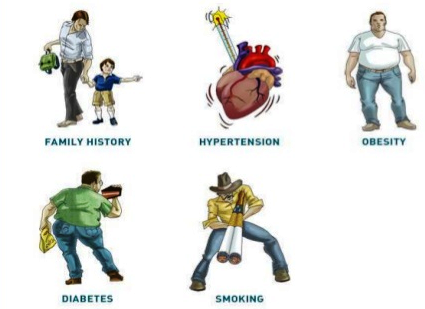 FAMILY HISTORY
HYPERTENSION
OBESITY
DIABETES
SMOKING